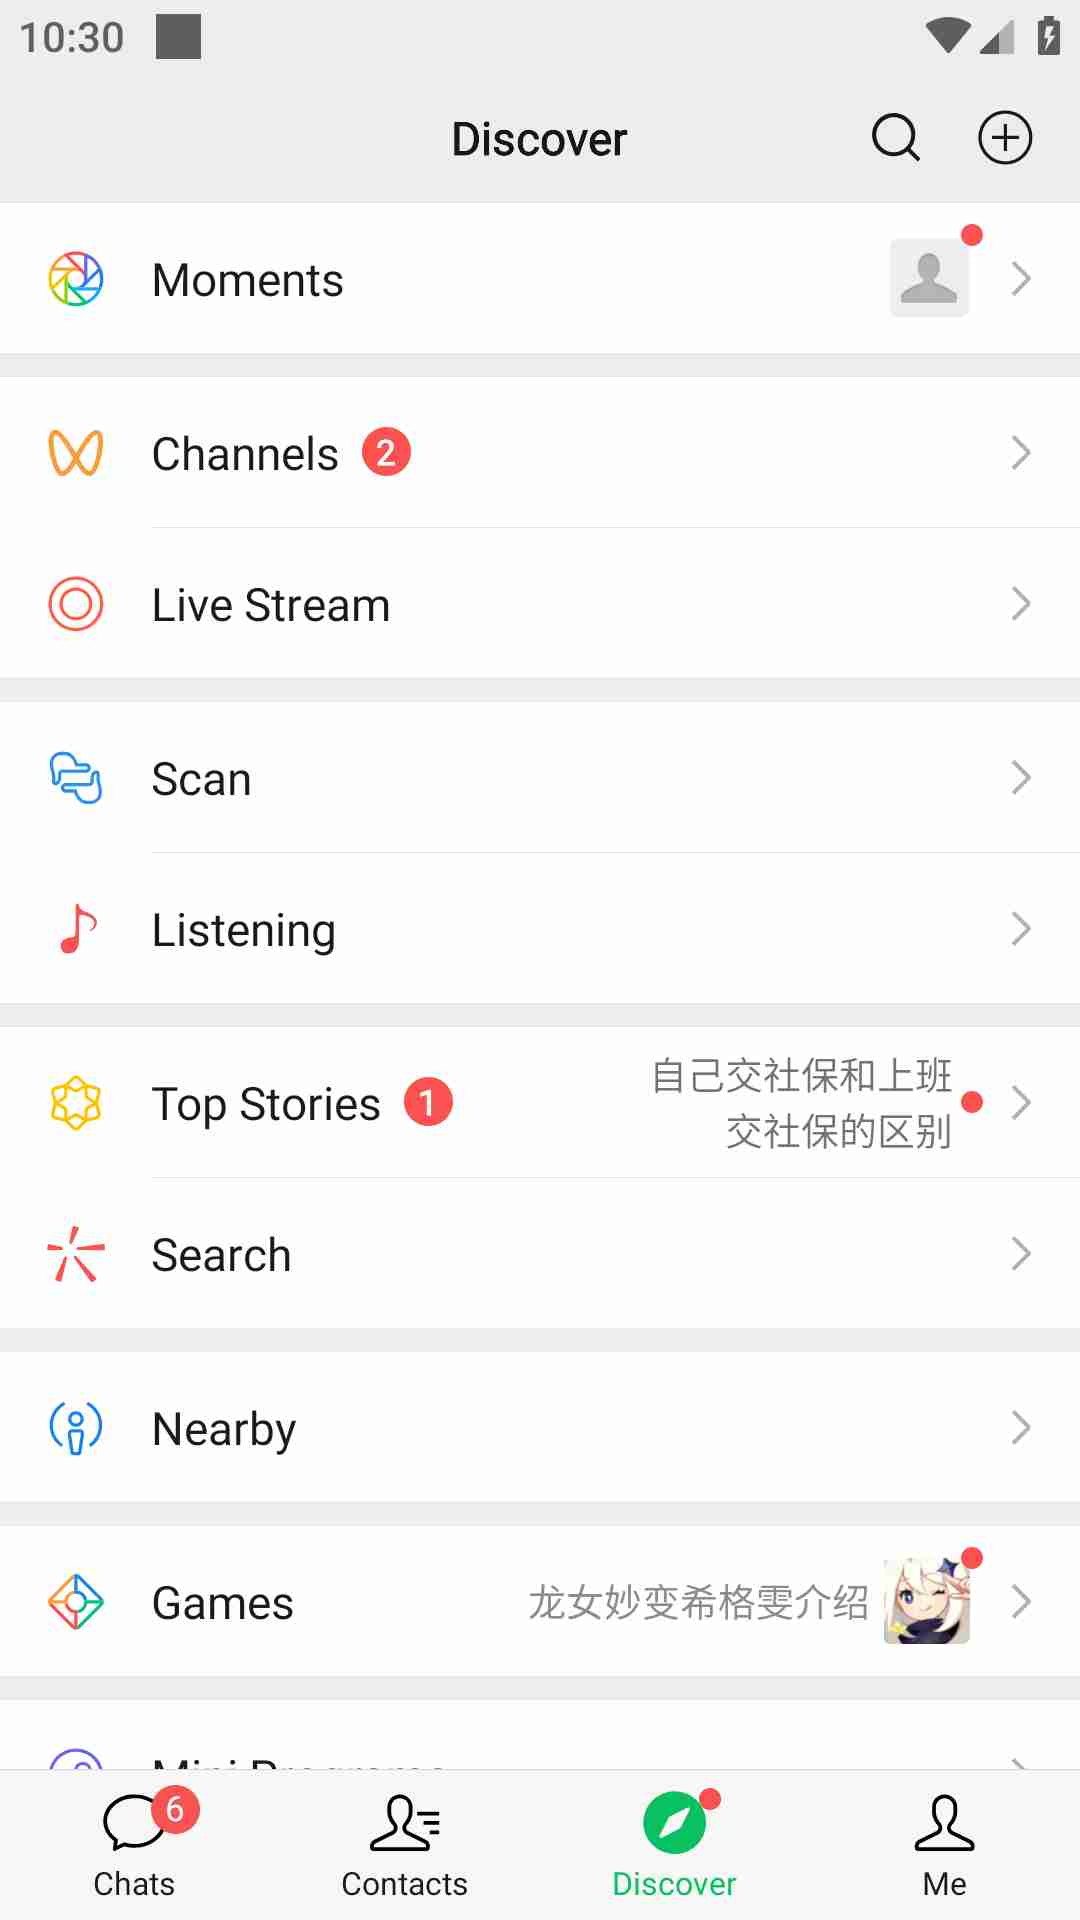 10:30
Discover
Moments
Channels 2
Live Stream
Scan
Listening
Top Stories 1
自己交社保和上班
交社保的区别
Search
Nearby
Games 龙女妙变希格雯介绍
Mini Programs
6
Chats Contacts Discover Me